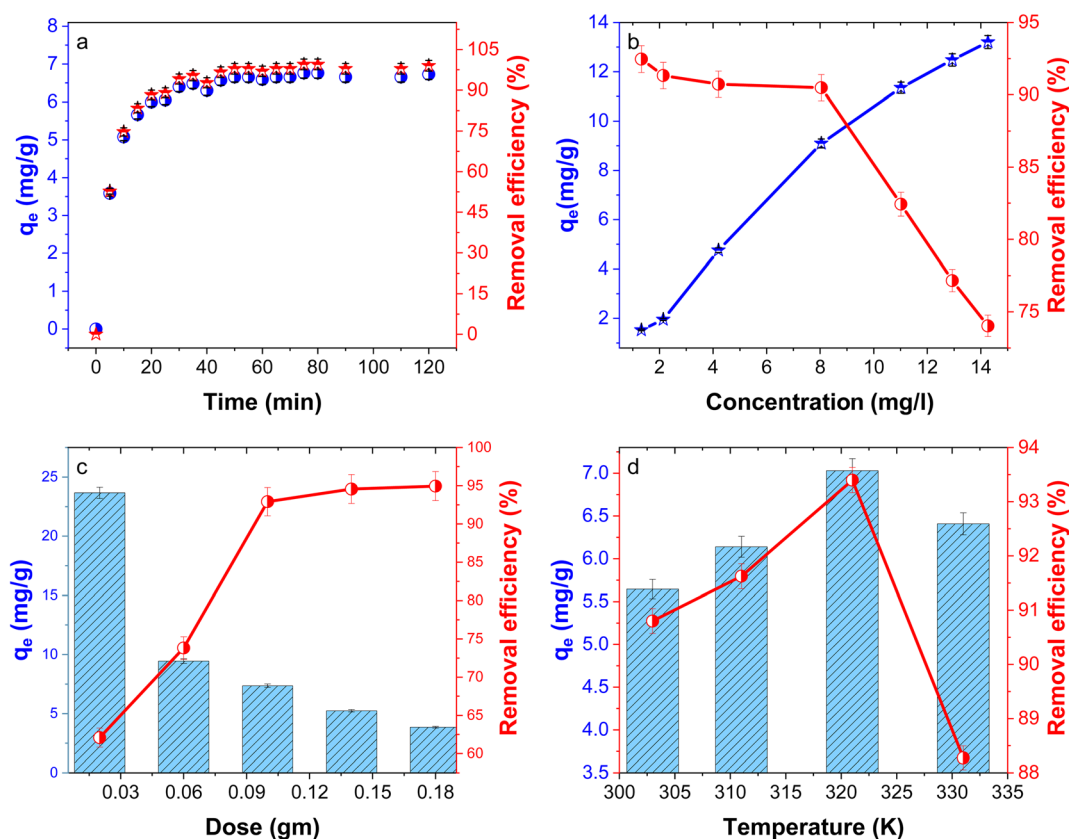 a
8
7
6
5
4
3
2
1
0
qe (mg/g)
105
90
75
60
45
30
15
0
Removal efficiency (%)
0 20 40 60 80 100 120
Time (min)
b
14
12
10
8
6
4
2
qe(mg/g)
95
90
85
80
75
Removal efficiency (%)
2 4 6 8 10 12 14
Concentration (mg/l)
c
25
20
15
10
5
0
qe (mg/g)
100
95
90
85
80
75
70
65
60
Removal efficiency (%)
0.03 0.06 0.09 0.12 0.15 0.18
Dose (gm)
d
7.0
6.5
6.0
5.5
5.0
4.5
4.0
3.5
qe (mg/g)
94
93
92
91
90
89
88
Removal efficiency (%)
300 305 310 315 320 325 330 335
Temperature (K)